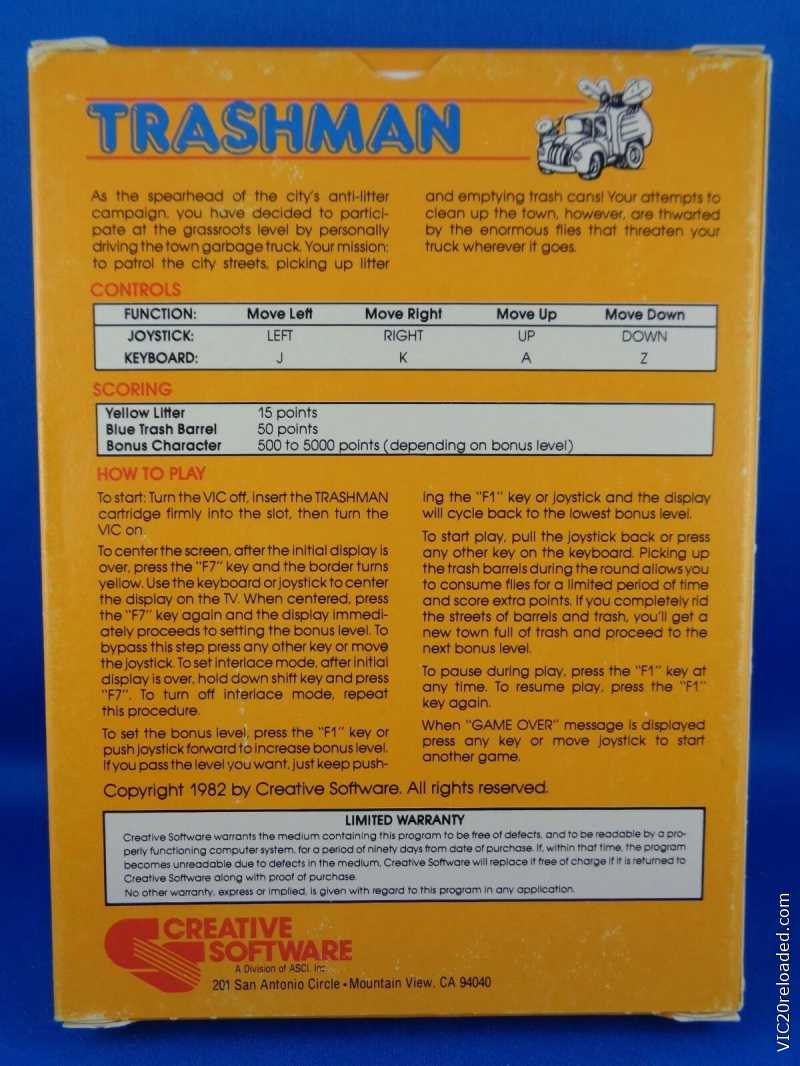 TRASHMAN
As the spearhead of the city's anti-litter
campaign, you have decided to partici-
pate at the grassroots level by personally
driving the town garbage truck. Your mission:
to patrol the city streets, picking up litter
and emptying trash cans! Your attempts to
clean up the town, however, are thwarted
by the enormous flies that threaten your
truck wherever it goes.
CONTROLS
FUNCTION: Move Left Move Right Move Up Move Down
JOYSTICK: LEFT RIGHT UP DOWN
KEYBOARD: J K A Z
SCORING
Yellow Litter 15 points
Blue Trash Barrel 50 points
Bonus Character 500 to 5000 points (depending on bonus level)
HOW TO PLAY
To start: Turn the VIC off, insert the TRASHMAN
cartridge firmly into the slot, then turn the
VIC on.
To center the screen, after the initial display is
over, press the "F7" key and the border turns
yellow. Use the keyboard or joystick to center
the display on the TV. When centered, press
the "F7" key again and the display immedi-
ately proceeds to setting the bonus level. To
bypass this step press any other key or move
the joystick. To set interlace mode, after initial
display is over, hold down shift key and press
"F7". To turn off interlace mode, repeat
this procedure.
To set the bonus level, press the "F1" key or
push joystick forward to increase bonus level.
If you pass the level you want, just keep push-
ing the "F1" key or joystick and the display
will cycle back to the lowest bonus level.
To start play, pull the joystick back or press
any other key on the keyboard. Picking up
the trash barrels during the round allows you
to consume flies for a limited period of time
and score extra points. If you completely rid
the streets of barrels and trash, you'll get a
new town full of trash and proceed to the
next bonus level.
To pause during play, press the "F1" key at
any time. To resume play, press the "F1"
key again.
When "GAME OVER" message is displayed
press any key or move joystick to start
another game.
Copyright 1982 by Creative Software. All rights reserved.
LIMITED WARRANTY
Creative Software warrants the medium containing this program to be free of defects, and to be readable by a pro-
perly functioning computer system, for a period of ninety days from date of purchase. If, within that time, the program
becomes unreadable due to defects in the medium, Creative Software will replace it free of charge if it is returned to
Creative Software along with proof of purchase.
No other warranty, express or implied, is given with regard to this program in any application.
CREATIVE
SOFTWARE
A Division of ASCI, Inc.
201 San Antonio Circle • Mountain View, CA 94040
VIC20reloaded.com